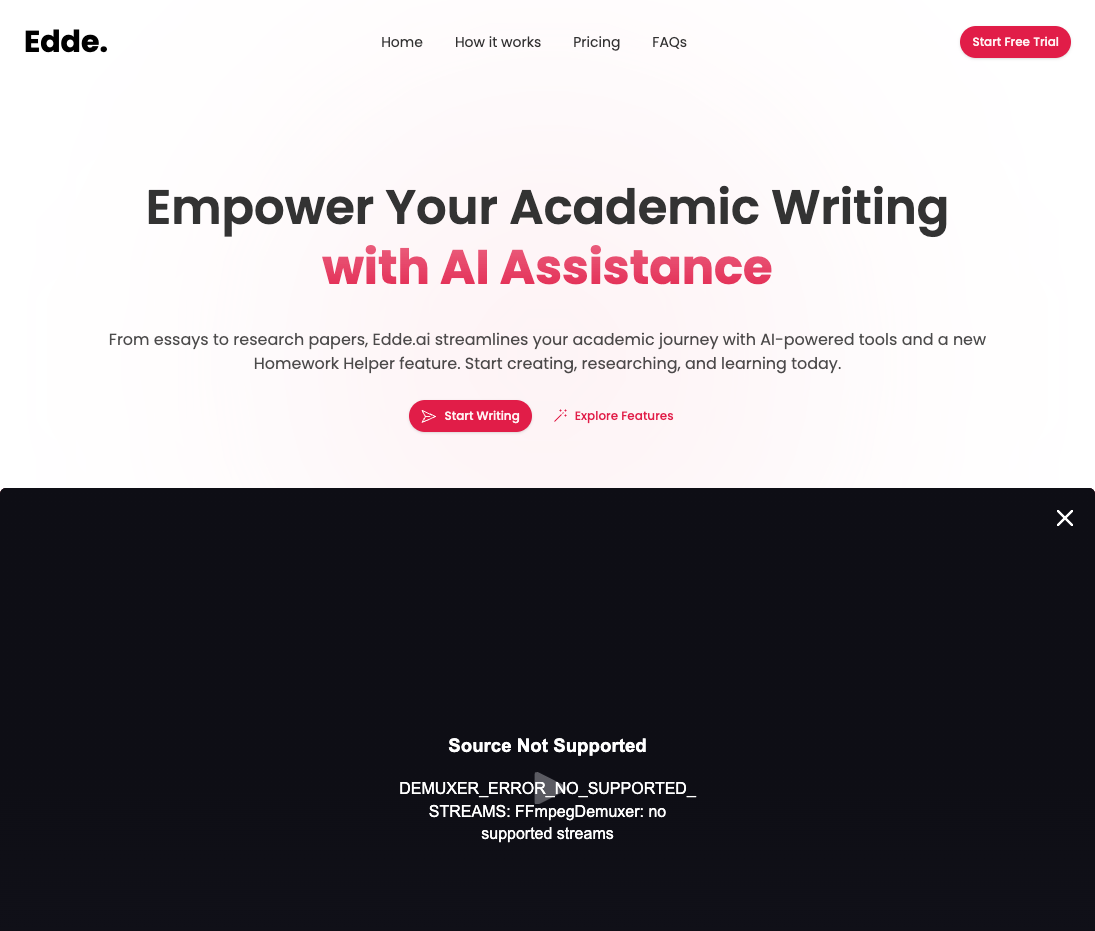 Edde.
Home
How it works
Pricing
FAQs
Start Free Trial
Empower Your Academic Writing
with AI Assistance
From essays to research papers, Edde.ai streamlines your academic journey with AI-powered tools and a new
Homework Helper feature. Start creating, researching, and learning today.
Start Writing
Explore Features
Source Not Supported
DEMUXER_ERROR_NO_SUPPORTED_
STREAMS: FFmpegDemuxer: no
supported streams